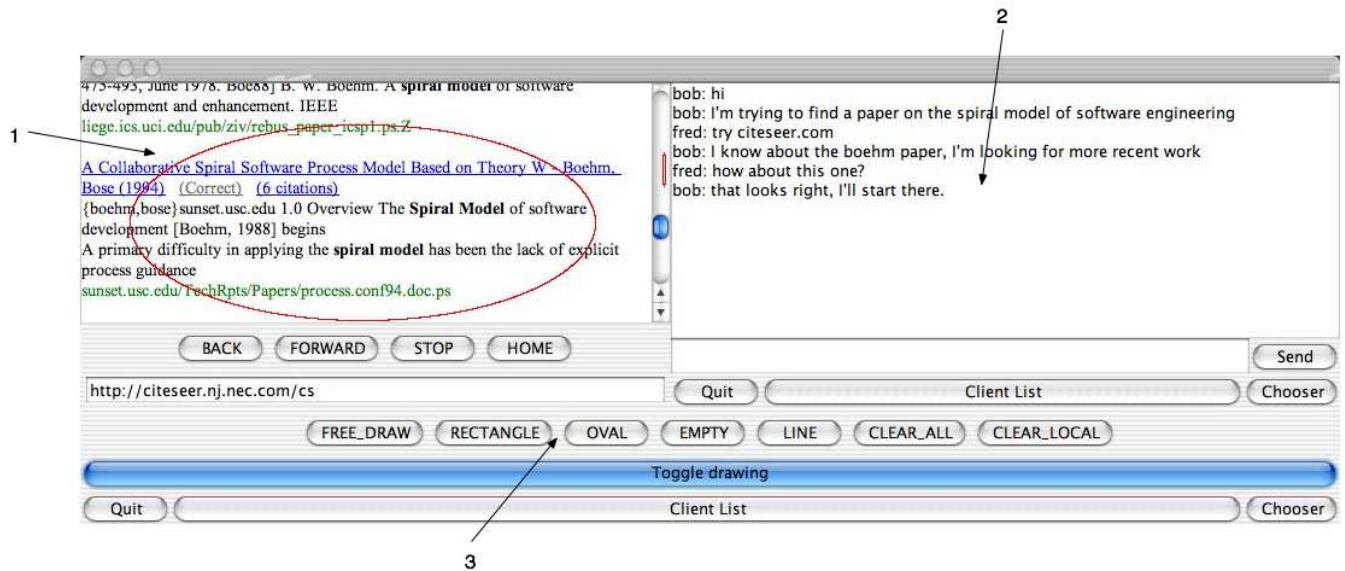 2
1
475-493, June 1978. Boe88] B. W. Boehm. A spiral model of software
development and enhancement. IEEE
liege.ics.uci.edu/pub/ziv/rebus_paper_icsp1.ps.Z
A Collaborative Spiral Software Process Model Based on Theory W - Boehm,
Bose (1994) (Correct) (6 citations)
{boehm,bose}sunset.usc.edu 1.0 Overview The Spiral Model of software
development [Boehm, 1988] begins
A primary difficulty in applying the spiral model has been the lack of explicit
process guidance
sunset.usc.edu/TechRpts/Papers/process.conf94.doc.ps
bob: hi
bob: I'm trying to find a paper on the spiral model of software engineering
fred: try citeseer.com
bob: I know about the boehm paper, I'm looking for more recent work
fred: how about this one?
bob: that looks right, I'll start there.
BACK FORWARD STOP HOME
Send
http://citeseer.nj.nec.com/cs
Quit Client List Chooser
FREE_DRAW RECTANGLE OVAL EMPTY LINE CLEAR_ALL CLEAR_LOCAL
Toggle drawing
Quit Client List Chooser
3